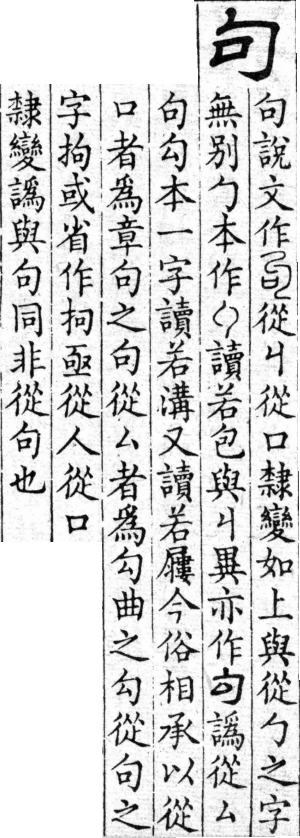 句
句說文作從丩從口隸變如上與從勹之字
無別勹本作讀若包與丩異亦作勾譌從厶
句勾本一字讀若溝又讀若屨今俗相承以從
口者爲章句之句從厶者爲勾曲之勾從句之
字拘或省作抲亟從人從口
隸變譌與句同非從句也